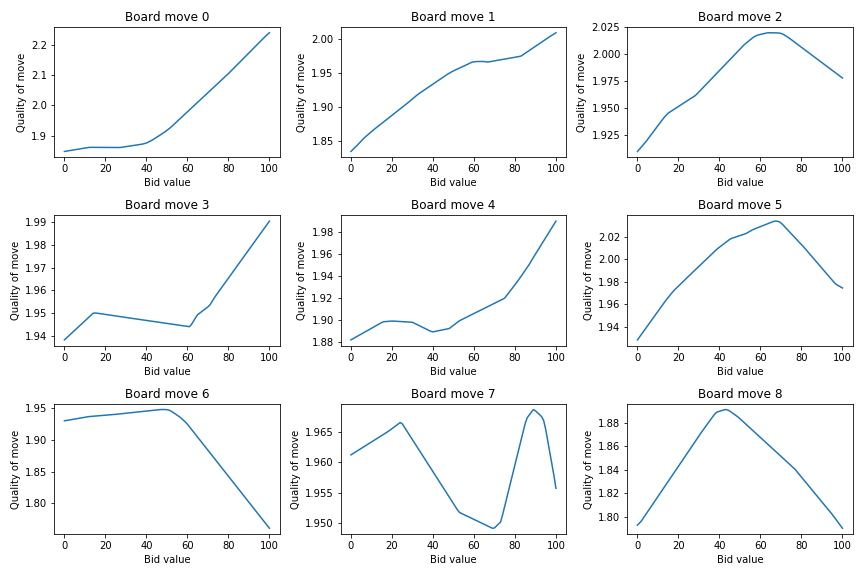 Board move 0
Quality of move
2.2
2.1
2.0
1.9
0 20 40 60 80 100
Bid value
Board move 1
Quality of move
2.00
1.95
1.90
1.85
0 20 40 60 80 100
Bid value
Board move 2
Quality of move
2.025
2.000
1.975
1.950
1.925
0 20 40 60 80 100
Bid value
Board move 3
Quality of move
1.99
1.98
1.97
1.96
1.95
1.94
0 20 40 60 80 100
Bid value
Board move 4
Quality of move
1.98
1.96
1.94
1.92
1.90
1.88
0 20 40 60 80 100
Bid value
Board move 5
Quality of move
2.02
2.00
1.98
1.96
1.94
0 20 40 60 80 100
Bid value
Board move 6
Quality of move
1.95
1.90
1.85
1.80
0 20 40 60 80 100
Bid value
Board move 7
Quality of move
1.965
1.960
1.955
1.950
0 20 40 60 80 100
Bid value
Board move 8
Quality of move
1.88
1.86
1.84
1.82
1.80
0 20 40 60 80 100
Bid value